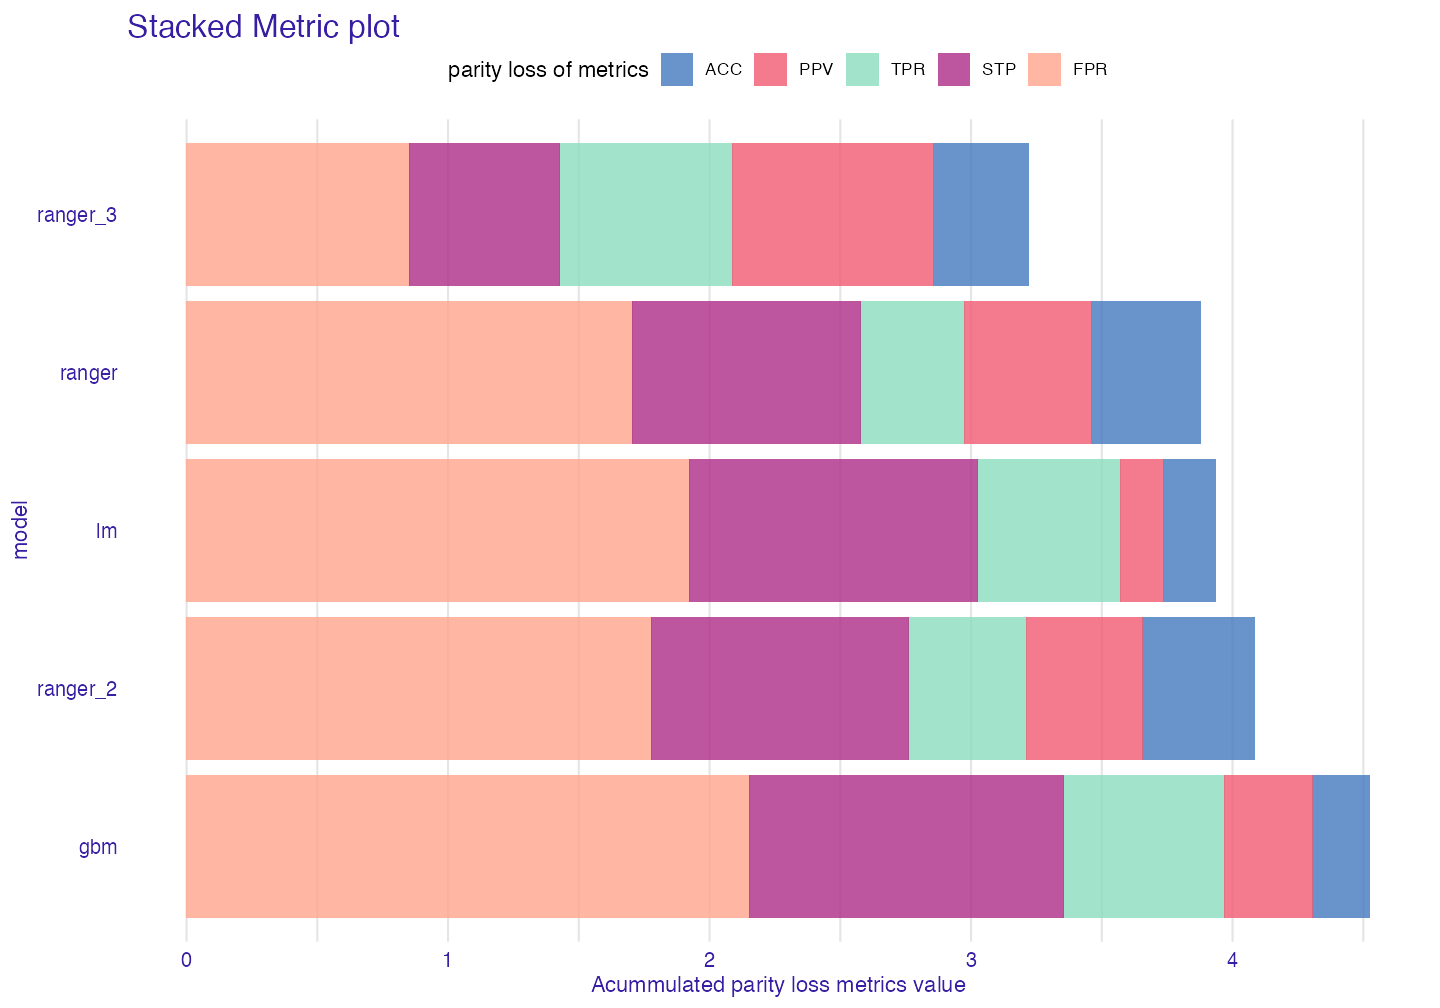 Stacked Metric plot
parity loss of metrics ACC PPV TPR STP FPR
ranger_3
ranger
lm
ranger_2
gbm
model
0 1 2 3 4
Acummulated parity loss metrics value